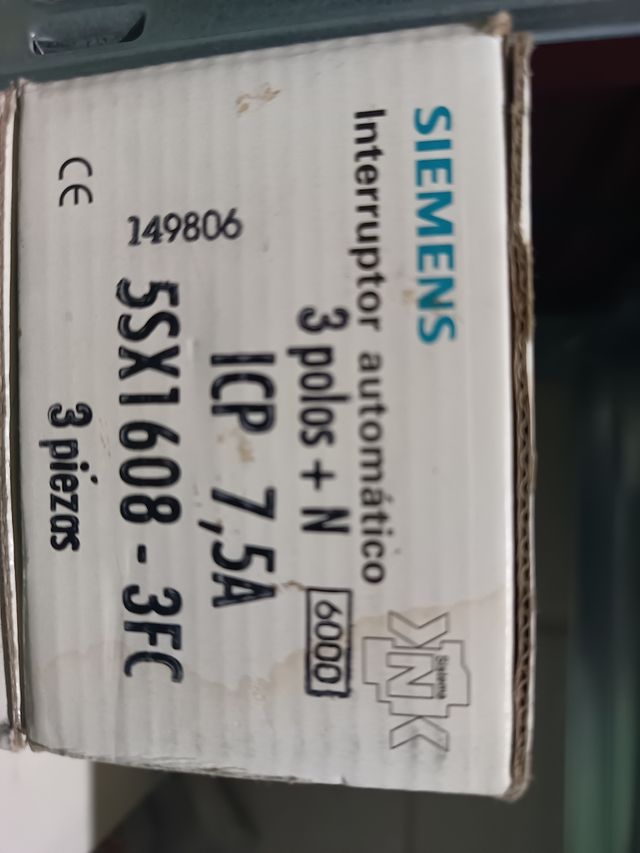 SIEMENS
Interruptor automático
Sistema
N
3 polos + N
6000
ICP 7,5A
149806
5SX1608 - 3FC
CE
3 piezas